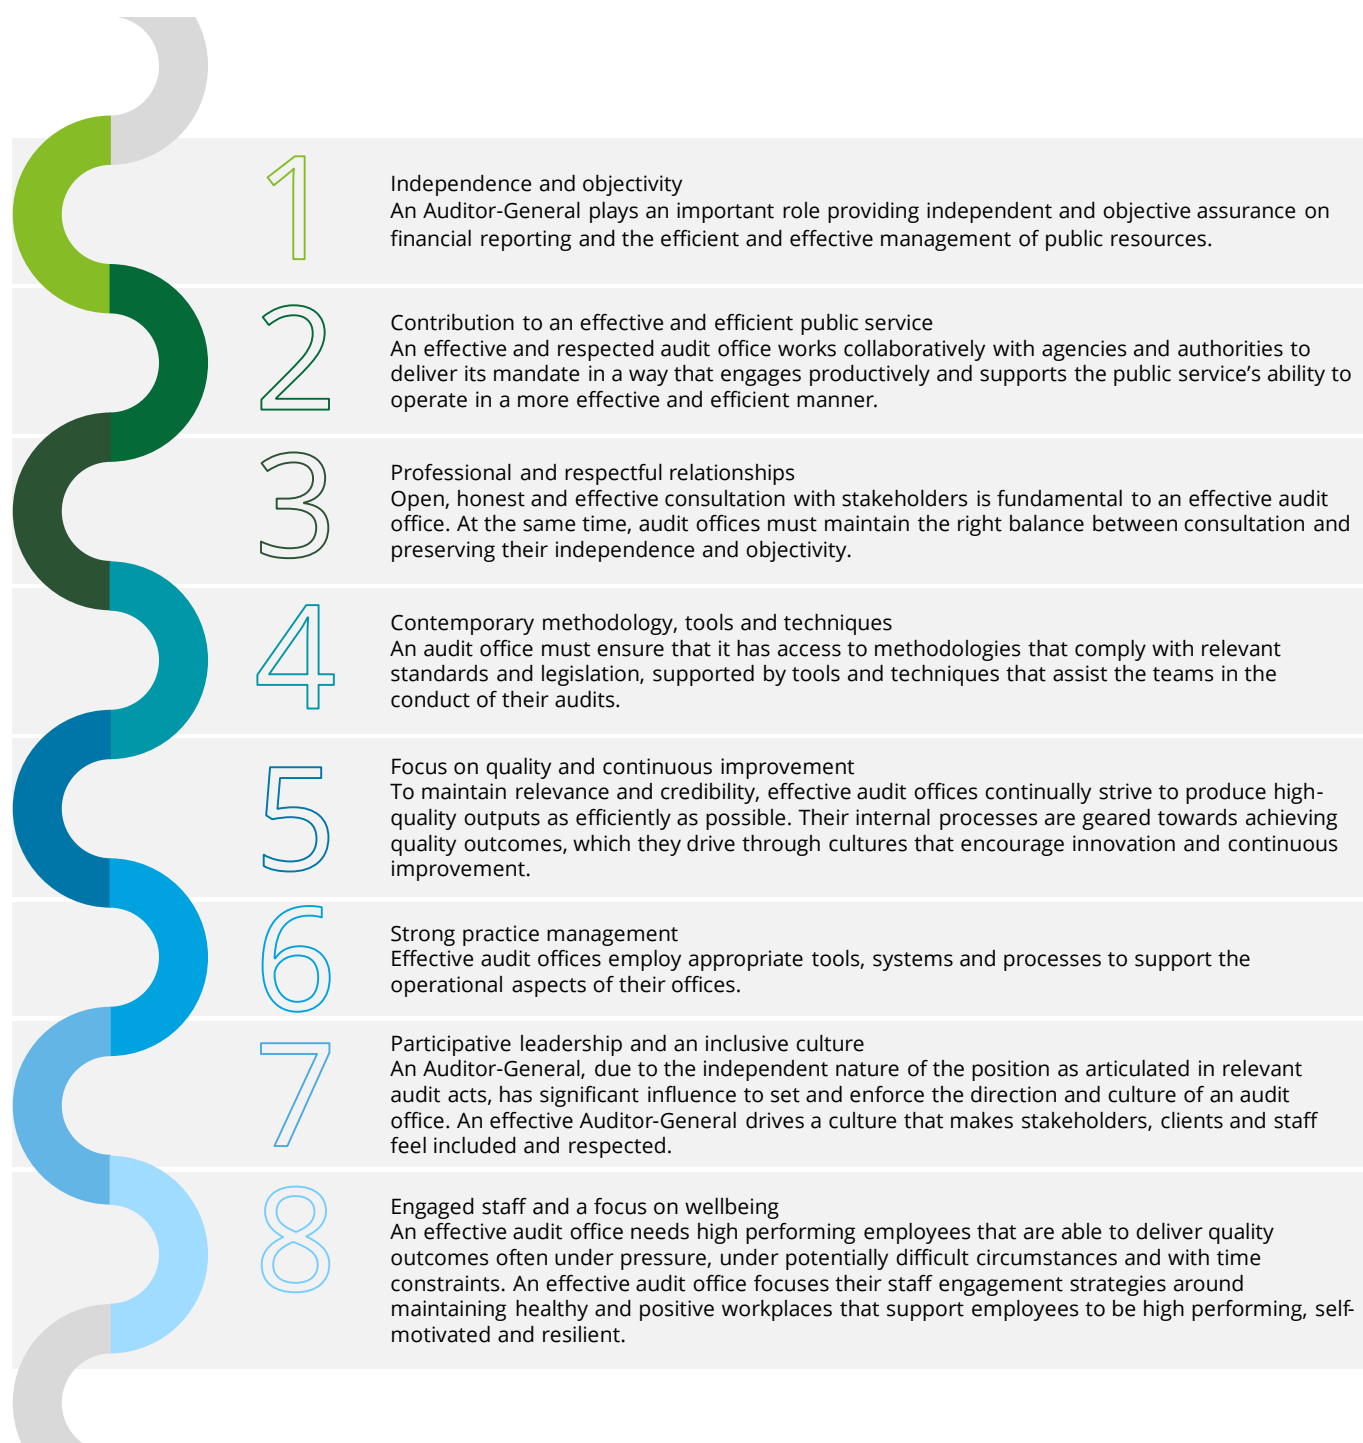 1
Independence and objectivity
An Auditor-General plays an important role providing independent and objective assurance on
financial reporting and the efficient and effective management of public resources.
2
Contribution to an effective and efficient public service
An effective and respected audit office works collaboratively with agencies and authorities to
deliver its mandate in a way that engages productively and supports the public service’s ability to
operate in a more effective and efficient manner.
3
Professional and respectful relationships
Open, honest and effective consultation with stakeholders is fundamental to an effective audit
office. At the same time, audit offices must maintain the right balance between consultation and
preserving their independence and objectivity.
4
Contemporary methodology, tools and techniques
An audit office must ensure that it has access to methodologies that comply with relevant
standards and legislation, supported by tools and techniques that assist the teams in the
conduct of their audits.
5
Focus on quality and continuous improvement
To maintain relevance and credibility, effective audit offices continually strive to produce high-
quality outputs as efficiently as possible. Their internal processes are geared towards achieving
quality outcomes, which they drive through cultures that encourage innovation and continuous
improvement.
6
Strong practice management
Effective audit offices employ appropriate tools, systems and processes to support the
operational aspects of their offices.
7
Participative leadership and an inclusive culture
An Auditor-General, due to the independent nature of the position as articulated in relevant
audit acts, has significant influence to set and enforce the direction and culture of an audit
office. An effective Auditor-General drives a culture that makes stakeholders, clients and staff
feel included and respected.
8
Engaged staff and a focus on wellbeing
An effective audit office needs high performing employees that are able to deliver quality
outcomes often under pressure, under potentially difficult circumstances and with time
constraints. An effective audit office focuses their staff engagement strategies around
maintaining healthy and positive workplaces that support employees to be high performing, self-
motivated and resilient.